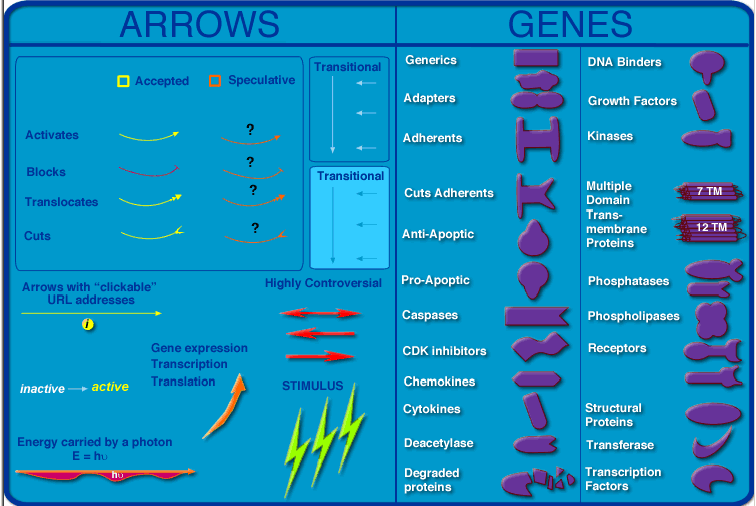 ARROWS
GENES
Accepted
Speculative
Activates
?
Blocks
?
Translocates
?
Cuts
?
Transitional
Transitional
Arrows with “clickable”
URL addresses
i
Highly Controversial
Gene expression
Transcription
Translation
inactive
active
STIMULUS
Energy carried by a photon
E = hυ
hυ
Generics
Adapters
Adherents
Cuts Adherents
Anti-Apoptic
Pro-Apoptic
Caspases
CDK inhibitors
Chemokines
Cytokines
Deacetylase
Degraded
proteins
DNA Binders
Growth Factors
Kinases
Multiple
Domain
Trans-
membrane
Proteins
7 TM
12 TM
Phosphatases
Phospholipases
Receptors
Structural
Proteins
Transferase
Transcription
Factors